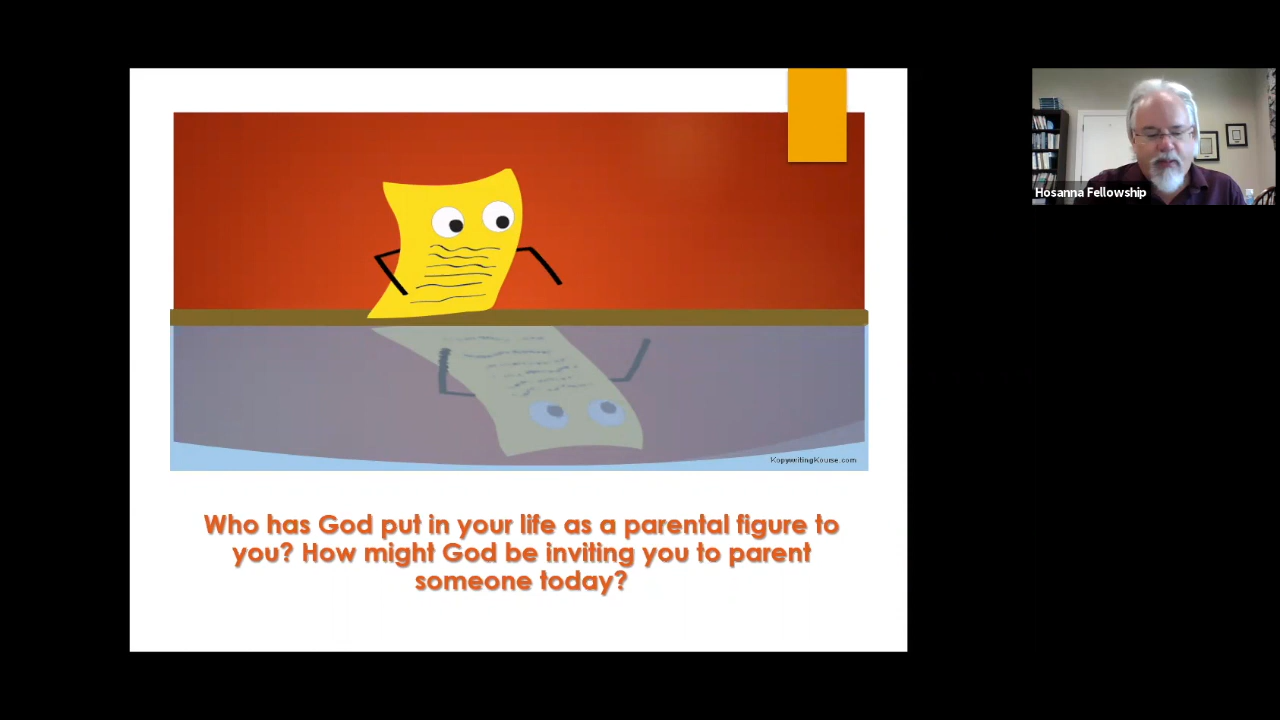 Hosanna Fellowship
KopywritingKourse.com
Who has God put in your life as a parental figure to
you? How might God be inviting you to parent
someone today?